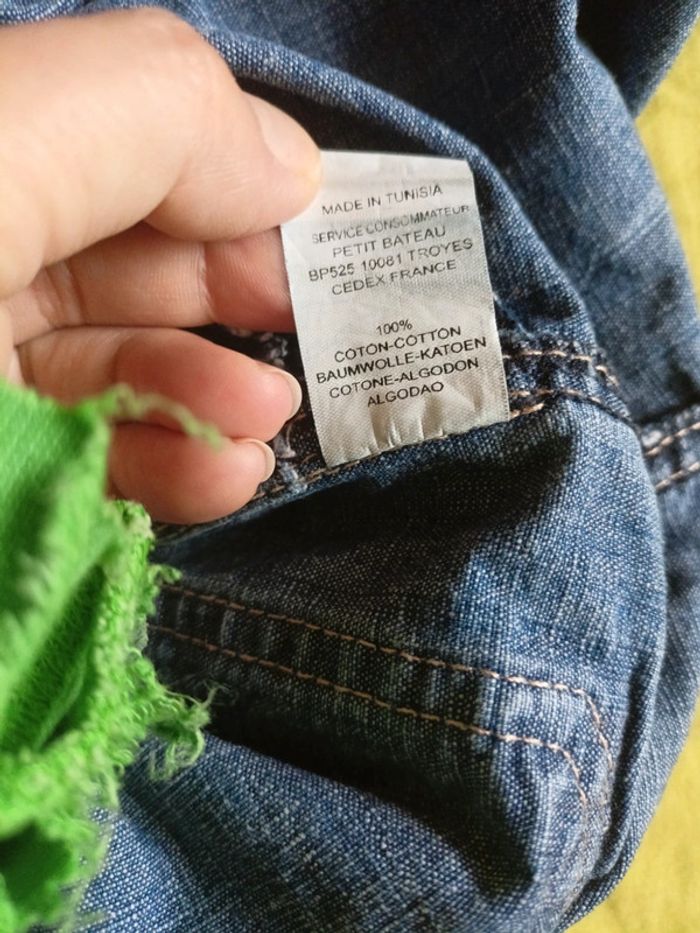 MADE IN TUNISIA
SERVICE CONSOMMATEUR
PETIT BATEAU
BP525 10081 TROYES
CEDEX FRANCE
100%
COTON-COTTON
BAUMWOLLE-KATOEN
COTONE-ALGODON
ALGODAO